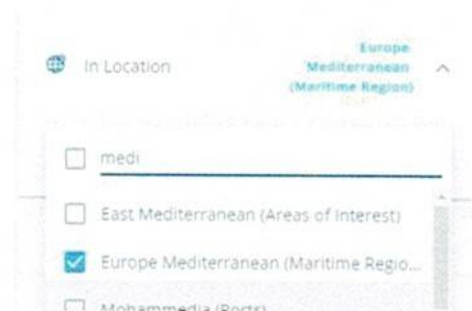 In Location
Europe
Mediterranean
(Maritime Region)
medi
East Mediterranean (Areas of Interest)
Europe Mediterranean (Maritime Regio...
Mohammedia (Ports)